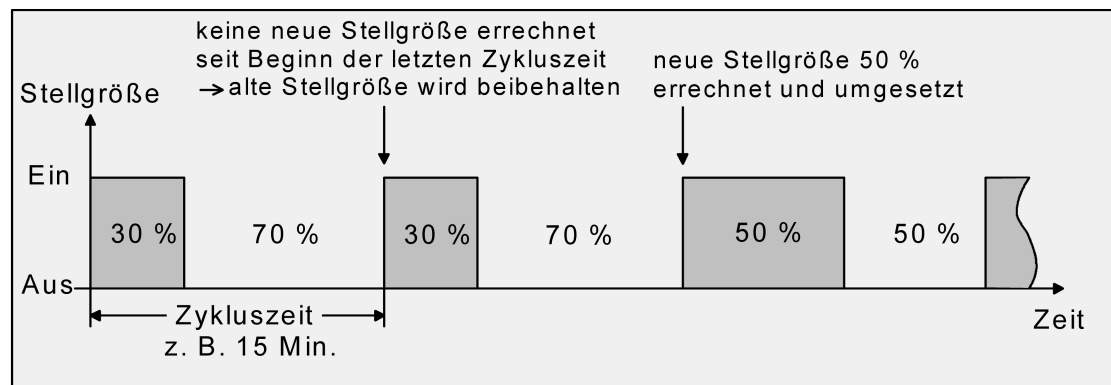 keine neue Stellgröße errechnet
seit Beginn der letzten Zykluszeit
→alte Stellgröße wird beibehalten
neue Stellgröße 50 %
errechnet und umgesetzt
Stellgröße
Ein
30 %
70 %
30 %
70 %
50 %
50 %
Aus
Zykluszeit
z. B. 15 Min.
Zeit